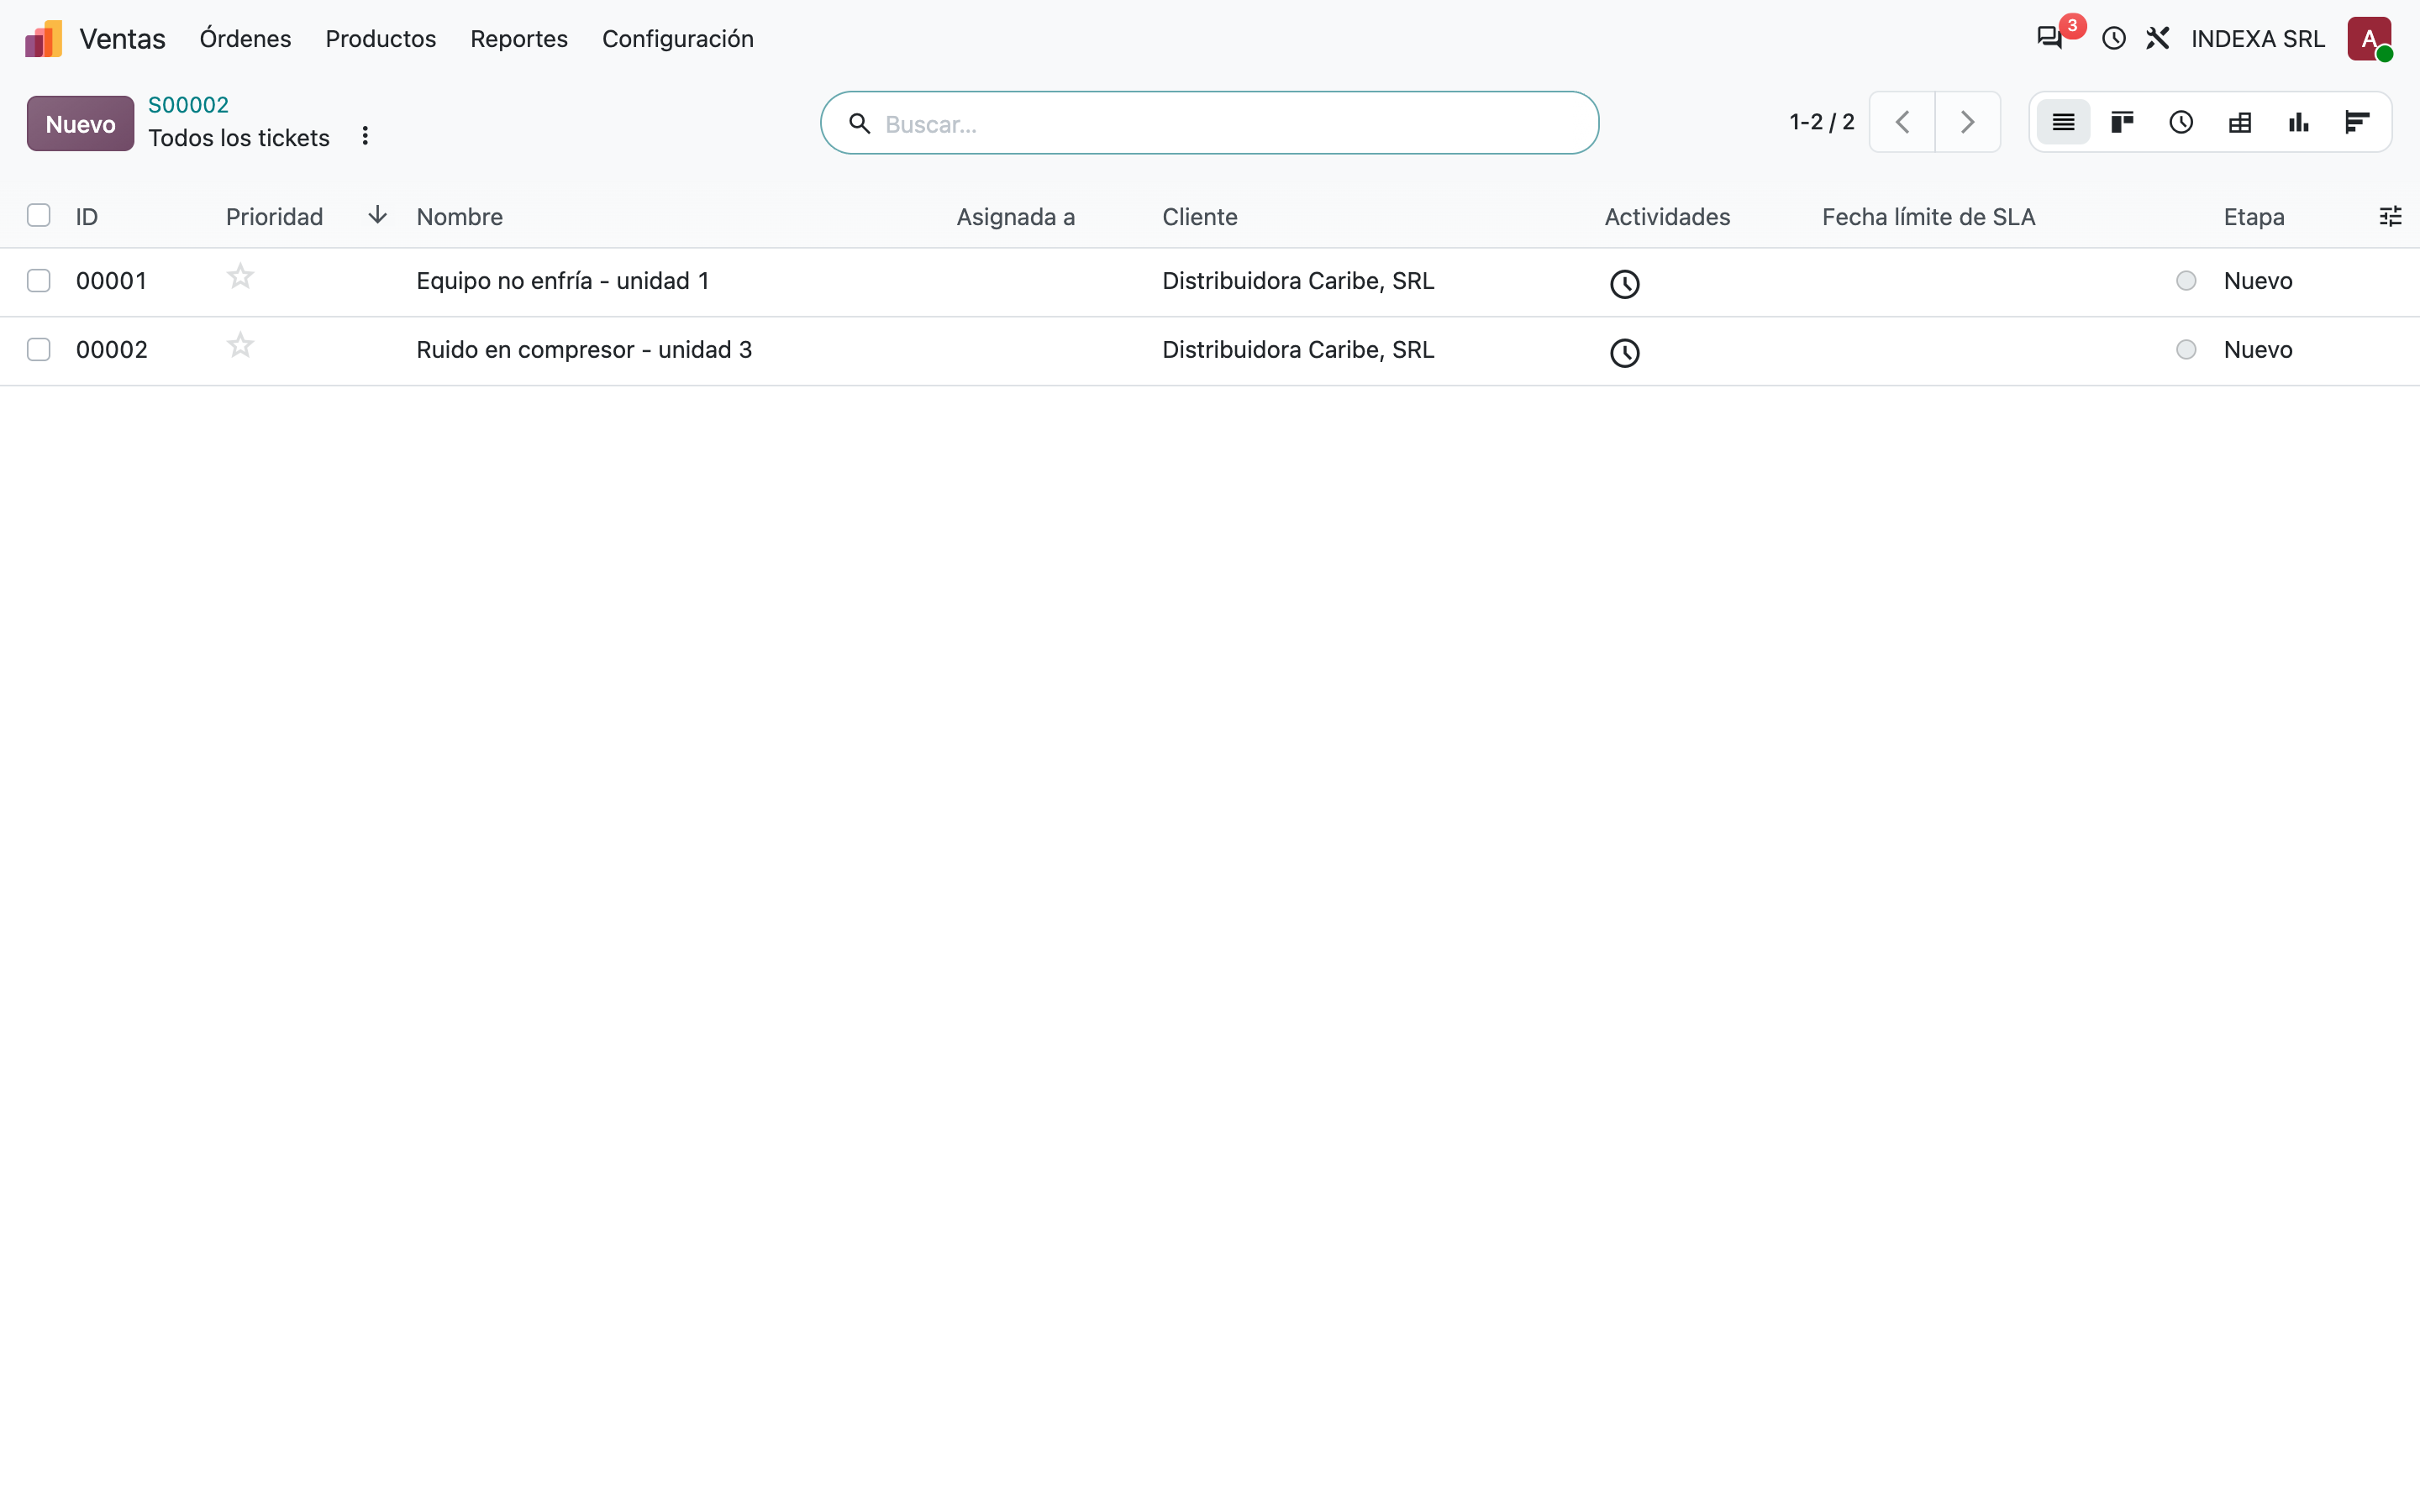 Ventas Órdenes Productos Reportes Configuración 3 INDEXA SRL A
Nuevo S00002
Todos los tickets
Buscar...
1-2 / 2
ID Prioridad Nombre Asignada a Cliente Actividades Fecha límite de SLA Etapa
00001 Equipo no enfría - unidad 1 Distribuidora Caribe, SRL Nuevo
00002 Ruido en compresor - unidad 3 Distribuidora Caribe, SRL Nuevo